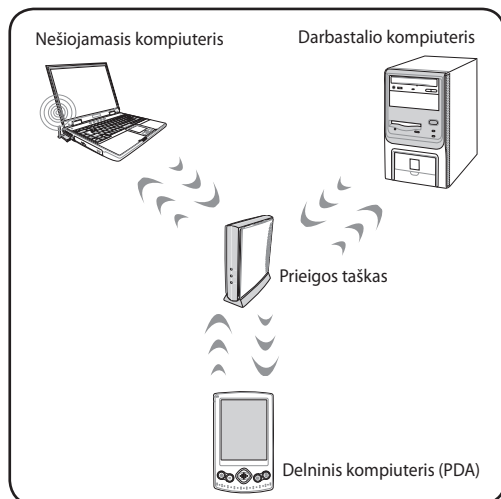 Nešiojamasis kompiuteris
Darbastalio kompiuteris
Prieigos taškas
Delninis kompiuteris (PDA)